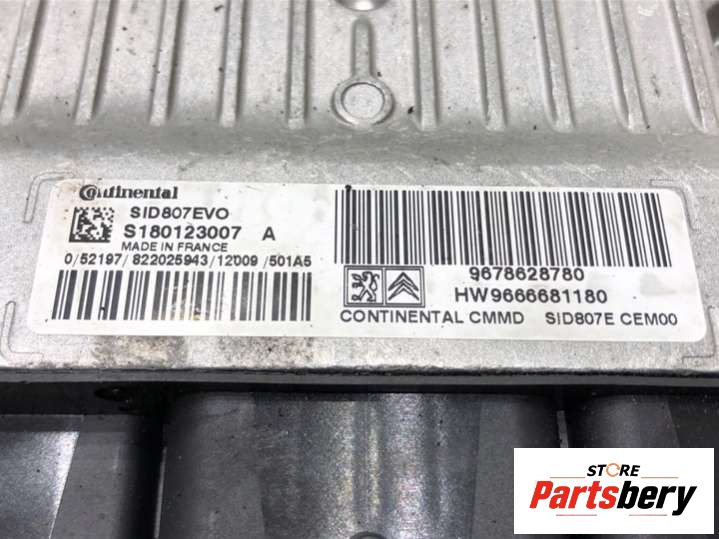 Continental
SID807EVO
S180123007 A
MADE IN FRANCE
0/52197/822025943/12009/501A5
9678628780
HW9666681180
CONTINENTAL CMMD SID807E CEM00
STORE
Partsbery